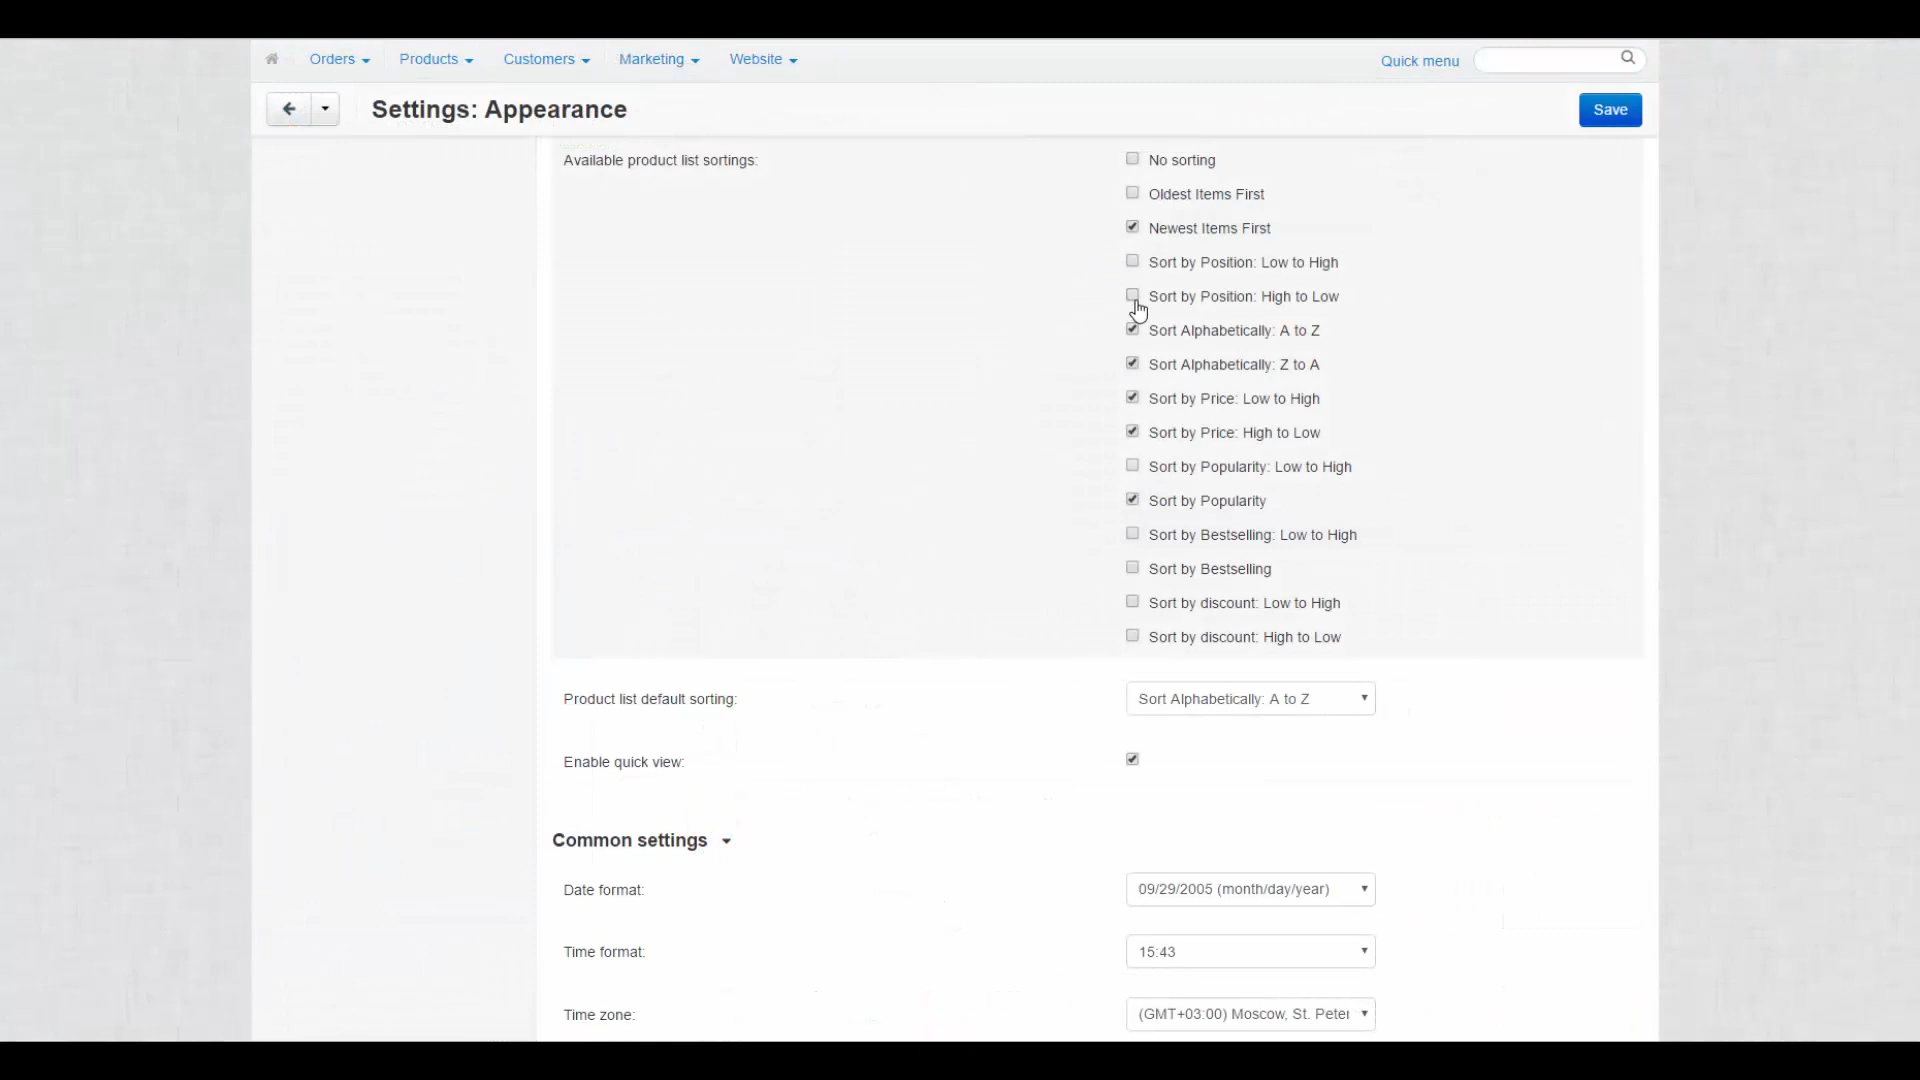 Orders Products Customers Marketing Website Quick menu
Settings: Appearance Save
Available product list sortings:
No sorting
Oldest Items First
Newest Items First
Sort by Position: Low to High
Sort by Position: High to Low
Sort Alphabetically: A to Z
Sort Alphabetically: Z to A
Sort by Price: Low to High
Sort by Price: High to Low
Sort by Popularity: Low to High
Sort by Popularity
Sort by Bestselling: Low to High
Sort by Bestselling
Sort by discount: Low to High
Sort by discount: High to Low
Product list default sorting: Sort Alphabetically: A to Z
Enable quick view:
Common settings
Date format: 09/29/2005 (month/day/year)
Time format: 15:43
Time zone: (GMT+03:00) Moscow, St. Peter